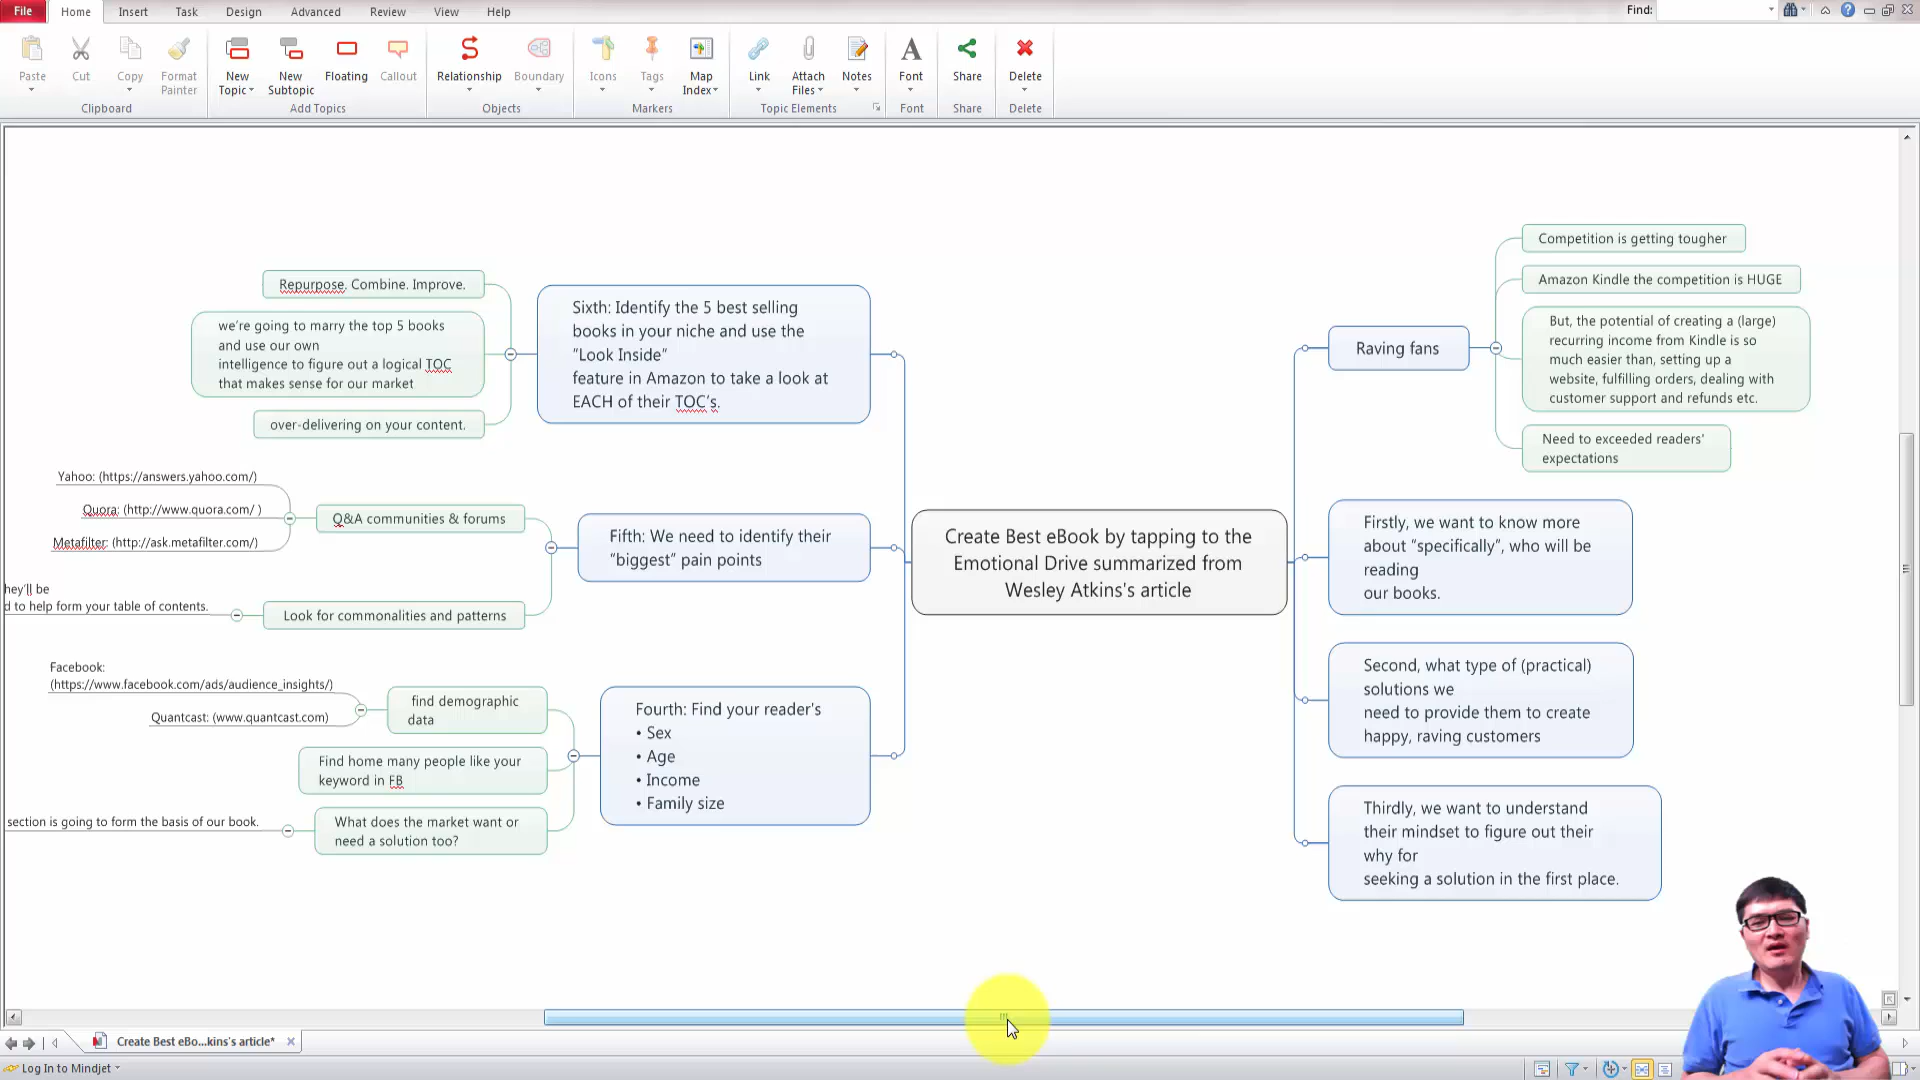 File
Home
Insert
Task
Design
Advanced
Review
View
Help
Find:
Paste
Cut
Copy
Format
Painter
New
Topic
New
Subtopic
Floating
Callout
Relationship
Boundary
Icons
Tags
Map
Index
Link
Attach
Files
Notes
Font
Share
Delete
Clipboard
Add Topics
Objects
Markers
Topic Elements
Font
Share
Delete
Repurpose. Combine. Improve.
we're going to marry the top 5 books
and use our own
intelligence to figure out a logical TOC
that makes sense for our market
over-delivering on your content.
Sixth: Identify the 5 best selling
books in your niche and use the
“Look Inside”
feature in Amazon to take a look at
EACH of their TOC’s.
Yahoo: (https://answers.yahoo.com/)
Quora: (http://www.quora.com/ )
Metafilter: (http://ask.metafilter.com/)
Q&A communities & forums
hey’ll be
d to help form your table of contents.
Look for commonalities and patterns
Fifth: We need to identify their
“biggest” pain points
Facebook:
(https://www.facebook.com/ads/audience_insights/)
Quantcast: (www.quantcast.com)
find demographic
data
Find home many people like your
keyword in FB
section is going to form the basis of our book.
What does the market want or
need a solution too?
Fourth: Find your reader's
• Sex
• Age
• Income
• Family size
Create Best eBook by tapping to the
Emotional Drive summarized from
Wesley Atkins's article
Raving fans
Competition is getting tougher
Amazon Kindle the competition is HUGE
But, the potential of creating a (large)
recurring income from Kindle is so
much easier than, setting up a
website, fulfilling orders, dealing with
customer support and refunds etc.
Need to exceeded readers'
expectations
Firstly, we want to know more
about “specifically”, who will be
reading
our books.
Second, what type of (practical)
solutions we
need to provide them to create
happy, raving customers
Thirdly, we want to understand
their mindset to figure out their
why for
seeking a solution in the first place.
Create Best eBo...kins's article*
Log In to Mindjet